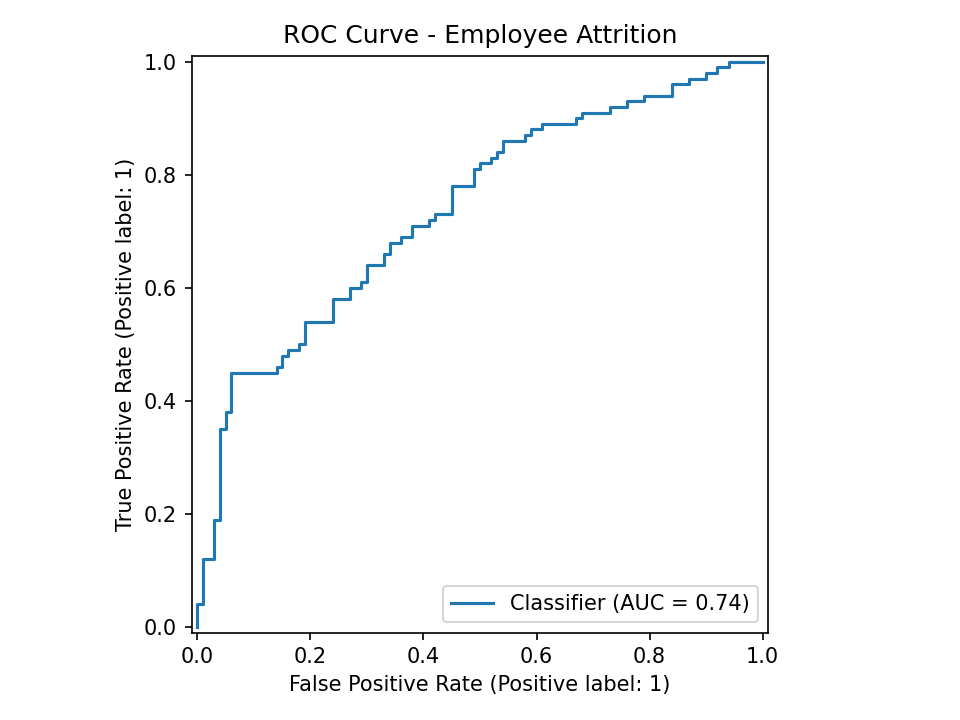 ROC Curve - Employee Attrition
1.0
0.8
0.6
0.4
0.2
0.0
True Positive Rate (Positive label: 1)
Classifier (AUC = 0.74)
0.0 0.2 0.4 0.6 0.8 1.0
False Positive Rate (Positive label: 1)